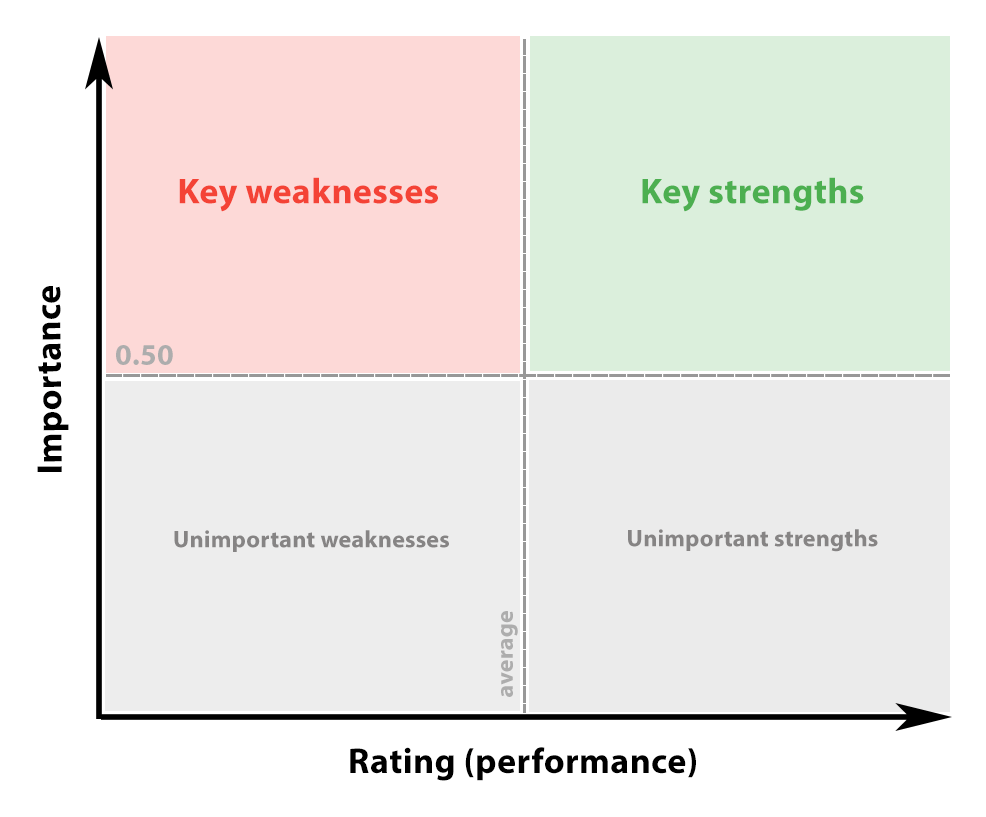 Key weaknesses
Key strengths
0.50
Importance
Unimportant weaknesses
Unimportant strengths
average
Rating (performance)